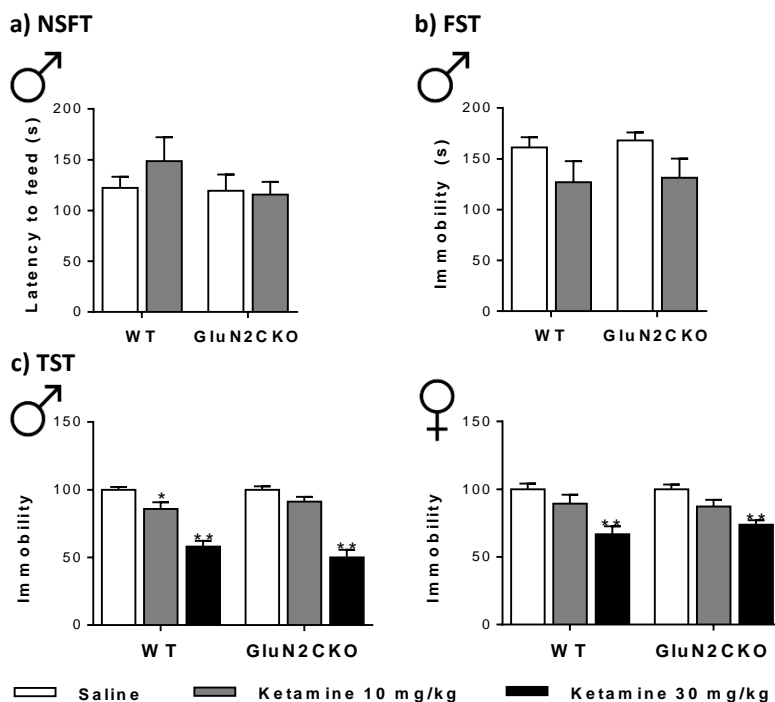 a) NSFT
b) FST
Latency to feed (s)
200
150
100
50
0
WT
GluN2CKO
Immobility (s)
200
150
100
50
0
WT
GluN2CKO
c) TST
Immobility
150
100
50
0
*
**
**
WT
GluN2CKO
Immobility
150
100
50
0
**
**
WT
GluN2CKO
Saline
Ketamine 10 mg/kg
Ketamine 30 mg/kg